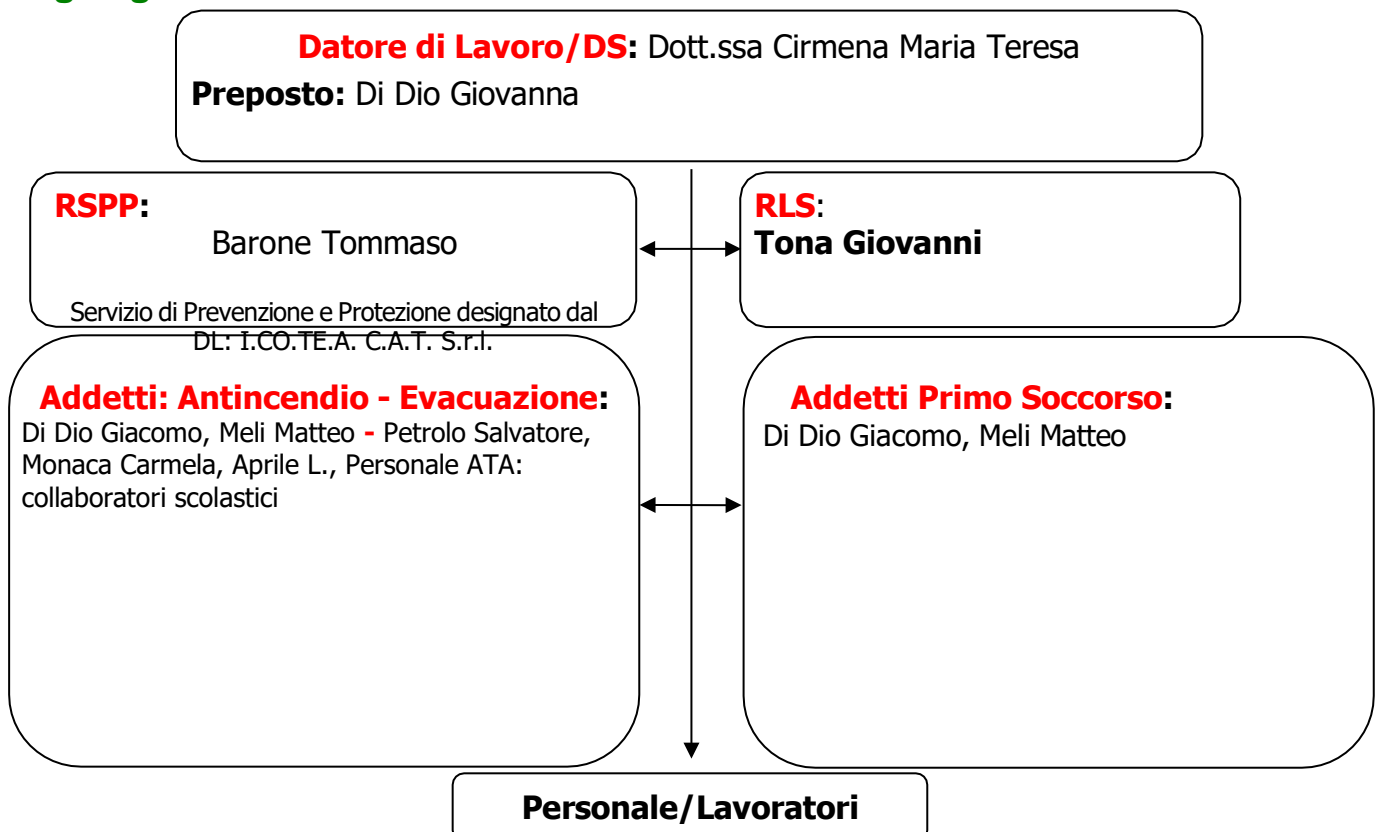 Datore di Lavoro/DS: Dott.ssa Cirmena Maria Teresa
Preposto: Di Dio Giovanna
RSPP:
Barone Tommaso
Servizio di Prevenzione e Protezione designato dal
DL: I.CO.TE.A. C.A.T. S.r.l.
RLS:
Tona Giovanni
Addetti: Antincendio - Evacuazione:
Di Dio Giacomo, Meli Matteo - Petrolo Salvatore,
Monaca Carmela, Aprile L., Personale ATA:
collaboratori scolastici
Addetti Primo Soccorso:
Di Dio Giacomo, Meli Matteo
Personale/Lavoratori